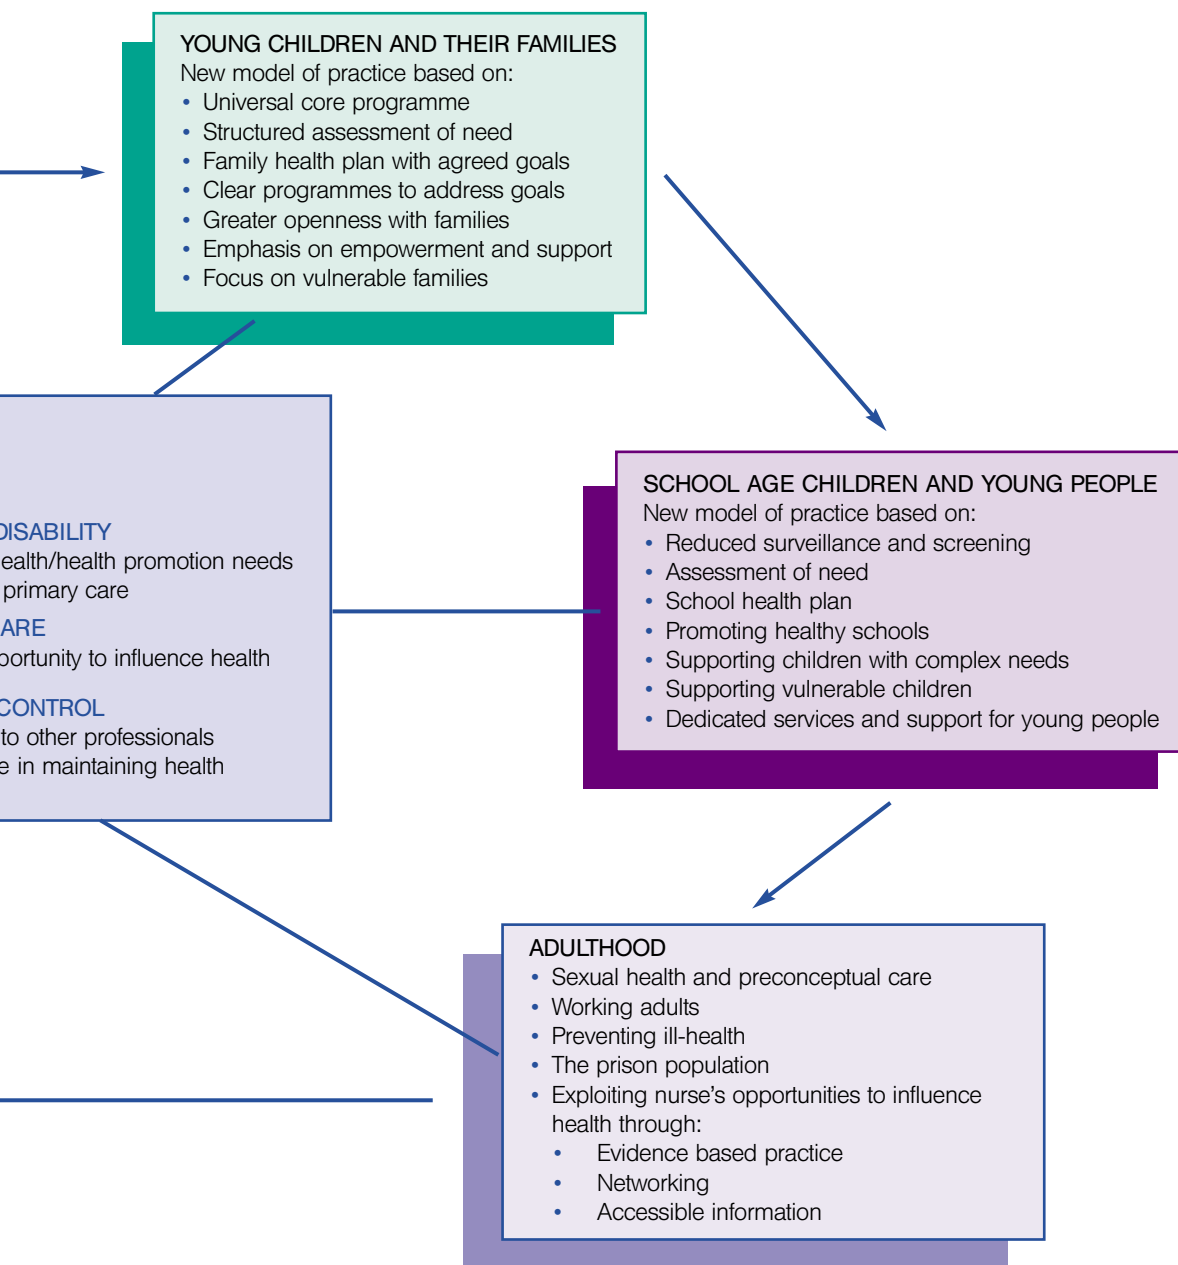 YOUNG CHILDREN AND THEIR FAMILIES
New model of practice based on:
• Universal core programme
• Structured assessment of need
• Family health plan with agreed goals
• Clear programmes to address goals
• Greater openness with families
• Emphasis on empowerment and support
• Focus on vulnerable families
DISABILITY
ealth/health promotion needs
primary care
ARE
portunity to influence health
CONTROL
to other professionals
e in maintaining health
SCHOOL AGE CHILDREN AND YOUNG PEOPLE
New model of practice based on:
• Reduced surveillance and screening
• Assessment of need
• School health plan
• Promoting healthy schools
• Supporting children with complex needs
• Supporting vulnerable children
• Dedicated services and support for young people
ADULTHOOD
• Sexual health and preconceptual care
• Working adults
• Preventing ill-health
• The prison population
• Exploiting nurse's opportunities to influence
health through:
• Evidence based practice
• Networking
• Accessible information